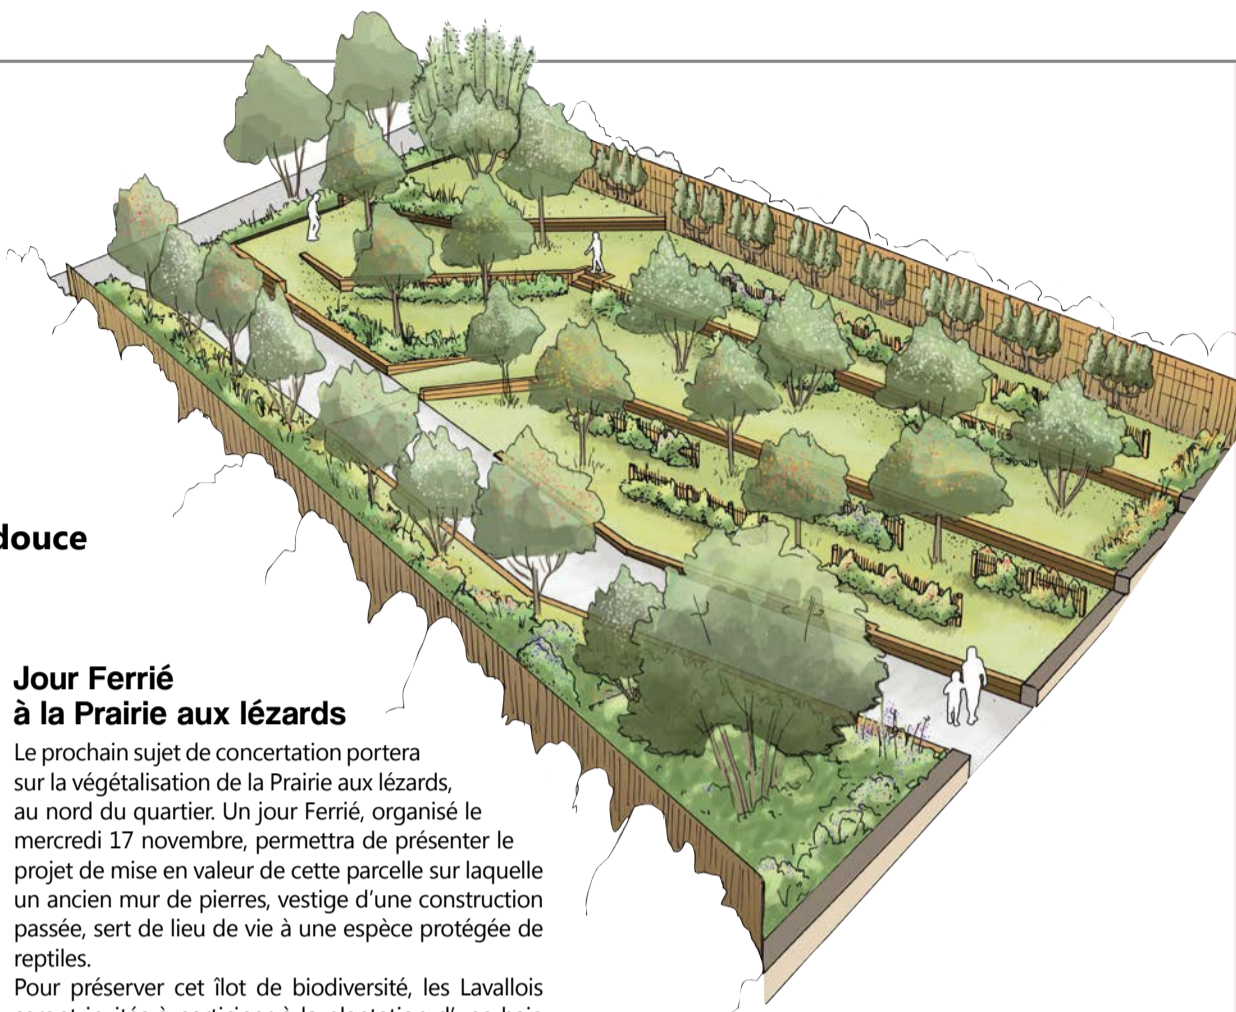 douce
Jour Ferrié
à la Prairie aux lézards
Le prochain sujet de concertation portera
sur la végétalisation de la Prairie aux lézards,
au nord du quartier. Un jour Ferrié, organisé le
mercredi 17 novembre, permettra de présenter le
projet de mise en valeur de cette parcelle sur laquelle
un ancien mur de pierres, vestige d’une construction
passée, sert de lieu de vie à une espèce protégée de
reptiles.
Pour préserver cet îlot de biodiversité, les Lavallois